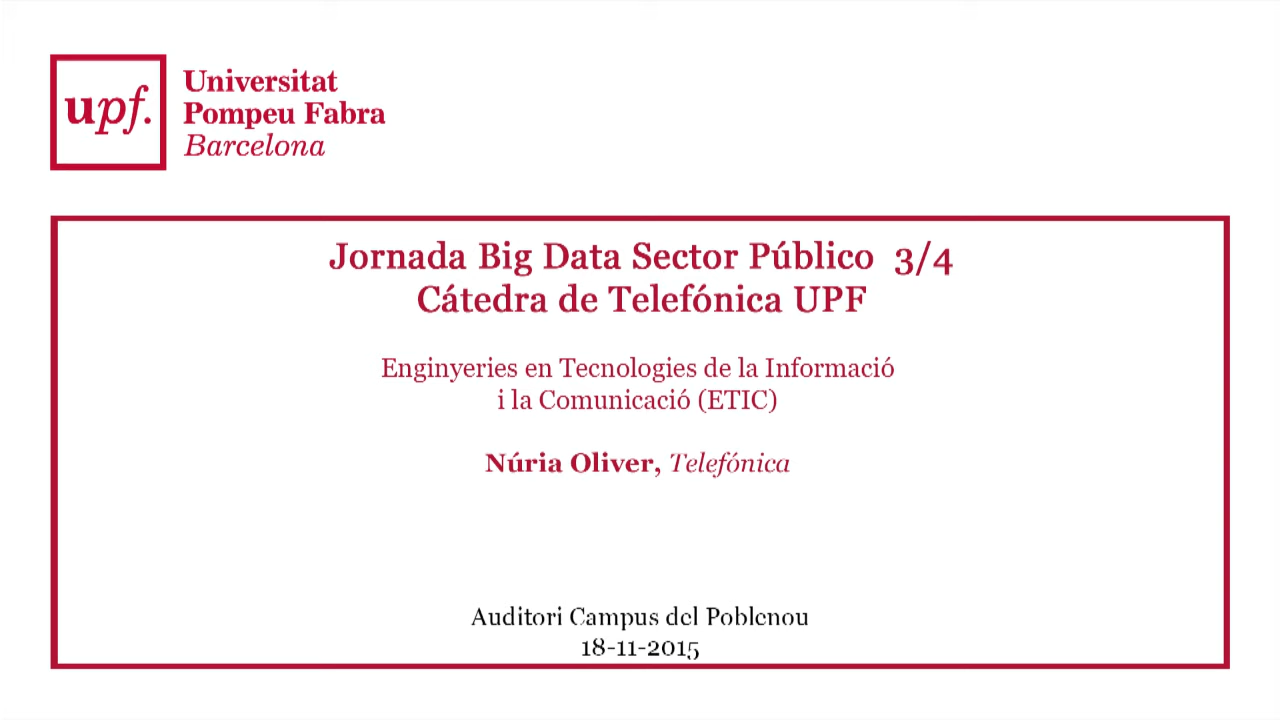 upf.
Universitat
Pompeu Fabra
Barcelona
Jornada Big Data Sector Público 3/4
Cátedra de Telefónica UPF
Enginyeries en Tecnologies de la Informació
i la Comunicació (ETIC)
Núria Oliver, Telefónica
Auditori Campus del Poblenou
18-11-2015